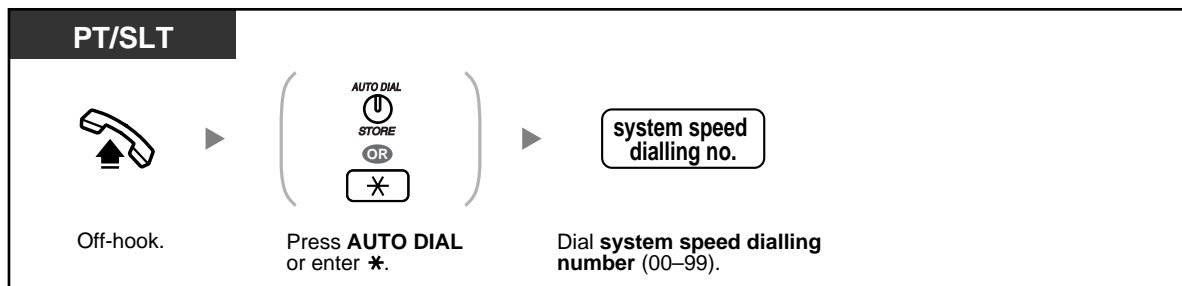 PT/SLT
AUTO DIAL
STORE
OR
system speed
dialling no.
Off-hook.
Press AUTO DIAL
or enter ✱.
Dial system speed dialling
number (00–99).